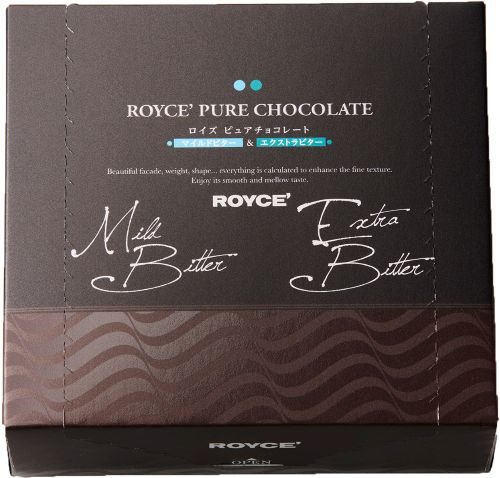 ROYCE' PURE CHOCOLATE
ロイズ ピュアチョコレート
マイルドビター & エクストラビター
Beautiful facade, weight, shape... everything is calculated to enhance the fine texture.
Enjoy its smooth and mellow taste.
ROYCE'
Mild Bitter
Extra Bitter
ROYCE'
OPEN